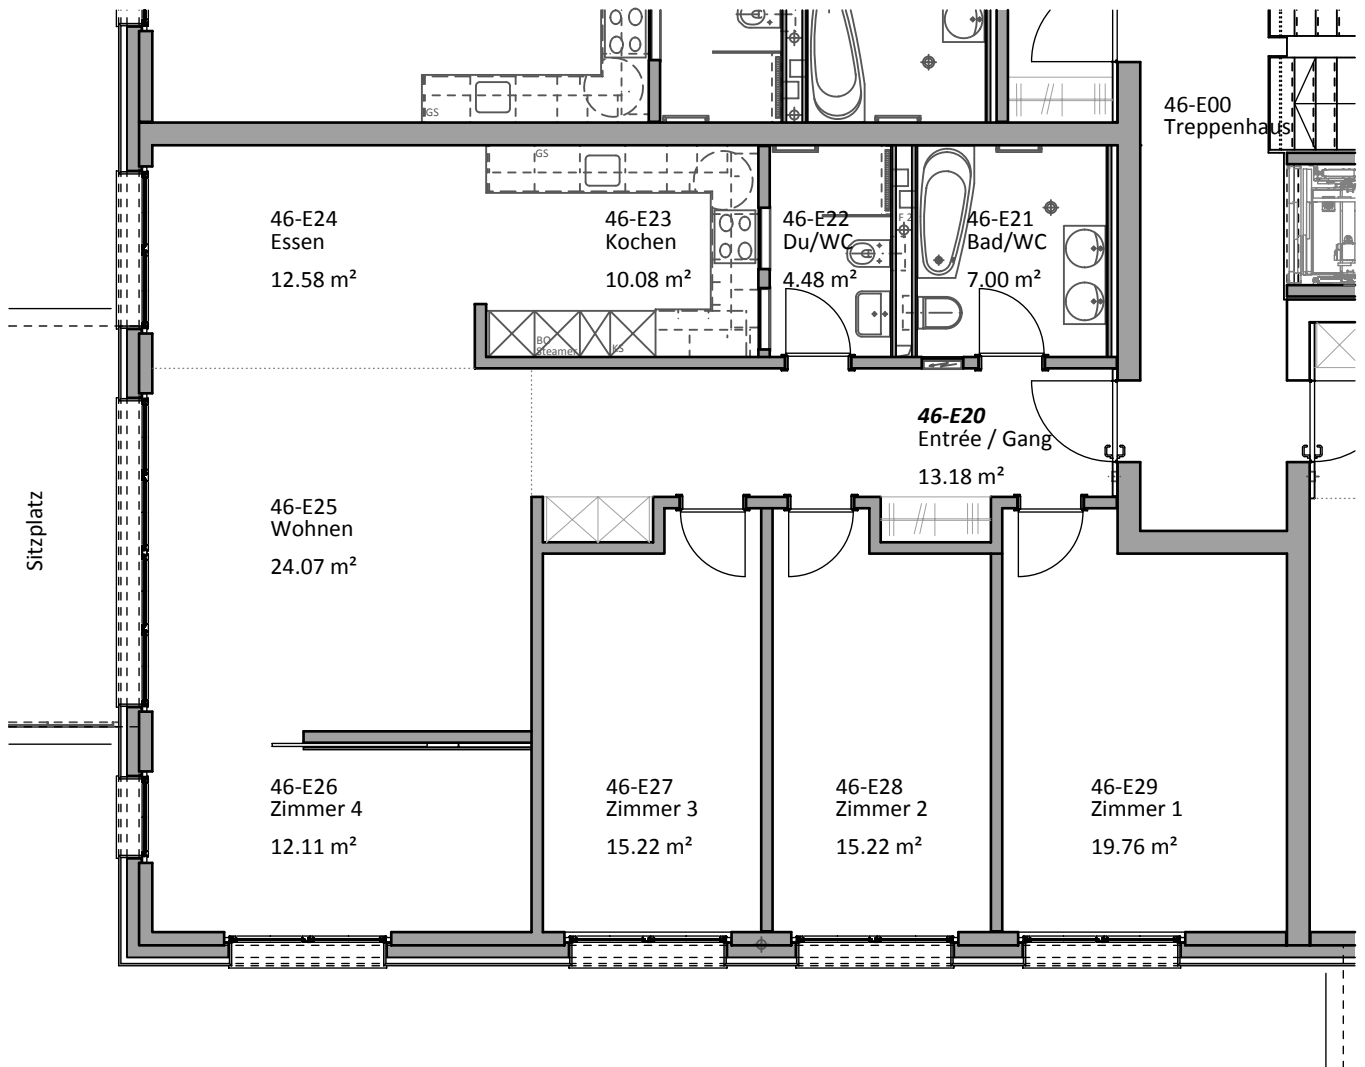 GS
46-E00
Treppenhaus
GS
46-E24
Essen
12.58 m²
46-E23
Kochen
10.08 m²
46-E22
Du/WC
4.48 m²
F 2
46-E21
Bad/WC
7.00 m²
BO
Steamer
KS
46-E20
Entrée / Gang
13.18 m²
Sitzplatz
46-E25
Wohnen
24.07 m²
46-E26
Zimmer 4
12.11 m²
46-E27
Zimmer 3
15.22 m²
46-E28
Zimmer 2
15.22 m²
46-E29
Zimmer 1
19.76 m²